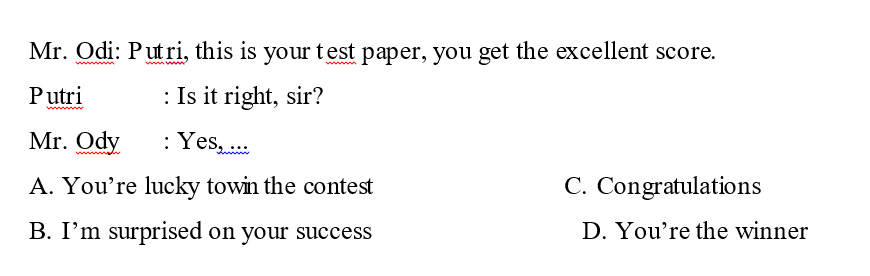 Mr. Odi: Putri, this is your test paper, you get the excellent score.
Putri : Is it right, sir?
Mr. Ody : Yes, ...
A. You're lucky towin the contest C. Congratulations
B. I'm surprised on your success D. You're the winner